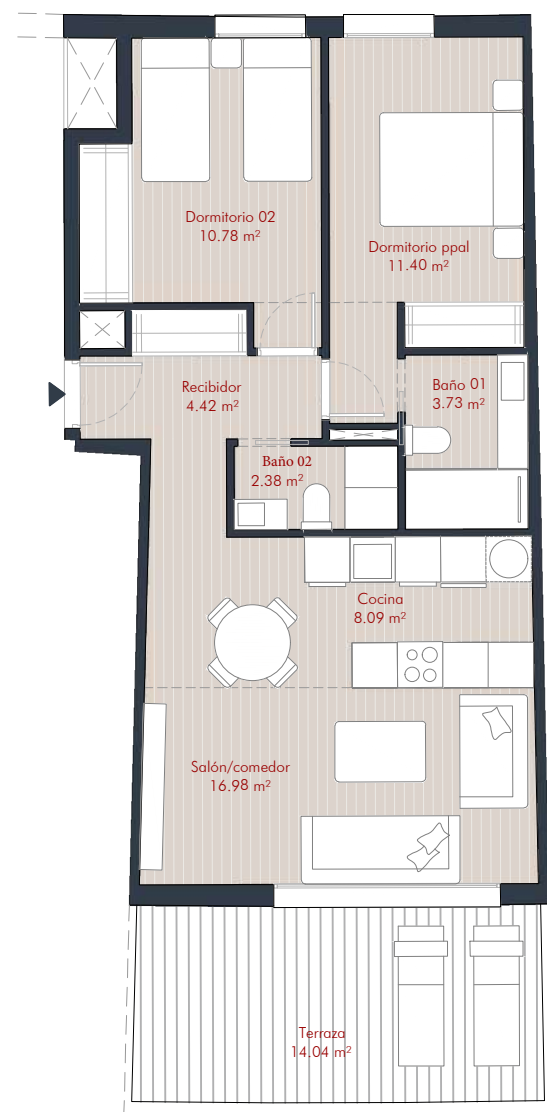 Dormitorio 02
10.78 m²
Dormitorio ppal
11.40 m²
Recibidor
4.42 m²
Baño 01
3.73 m²
Baño 02
2.38 m²
Cocina
8.09 m²
Salón/comedor
16.98 m²
Terraza
14.04 m²